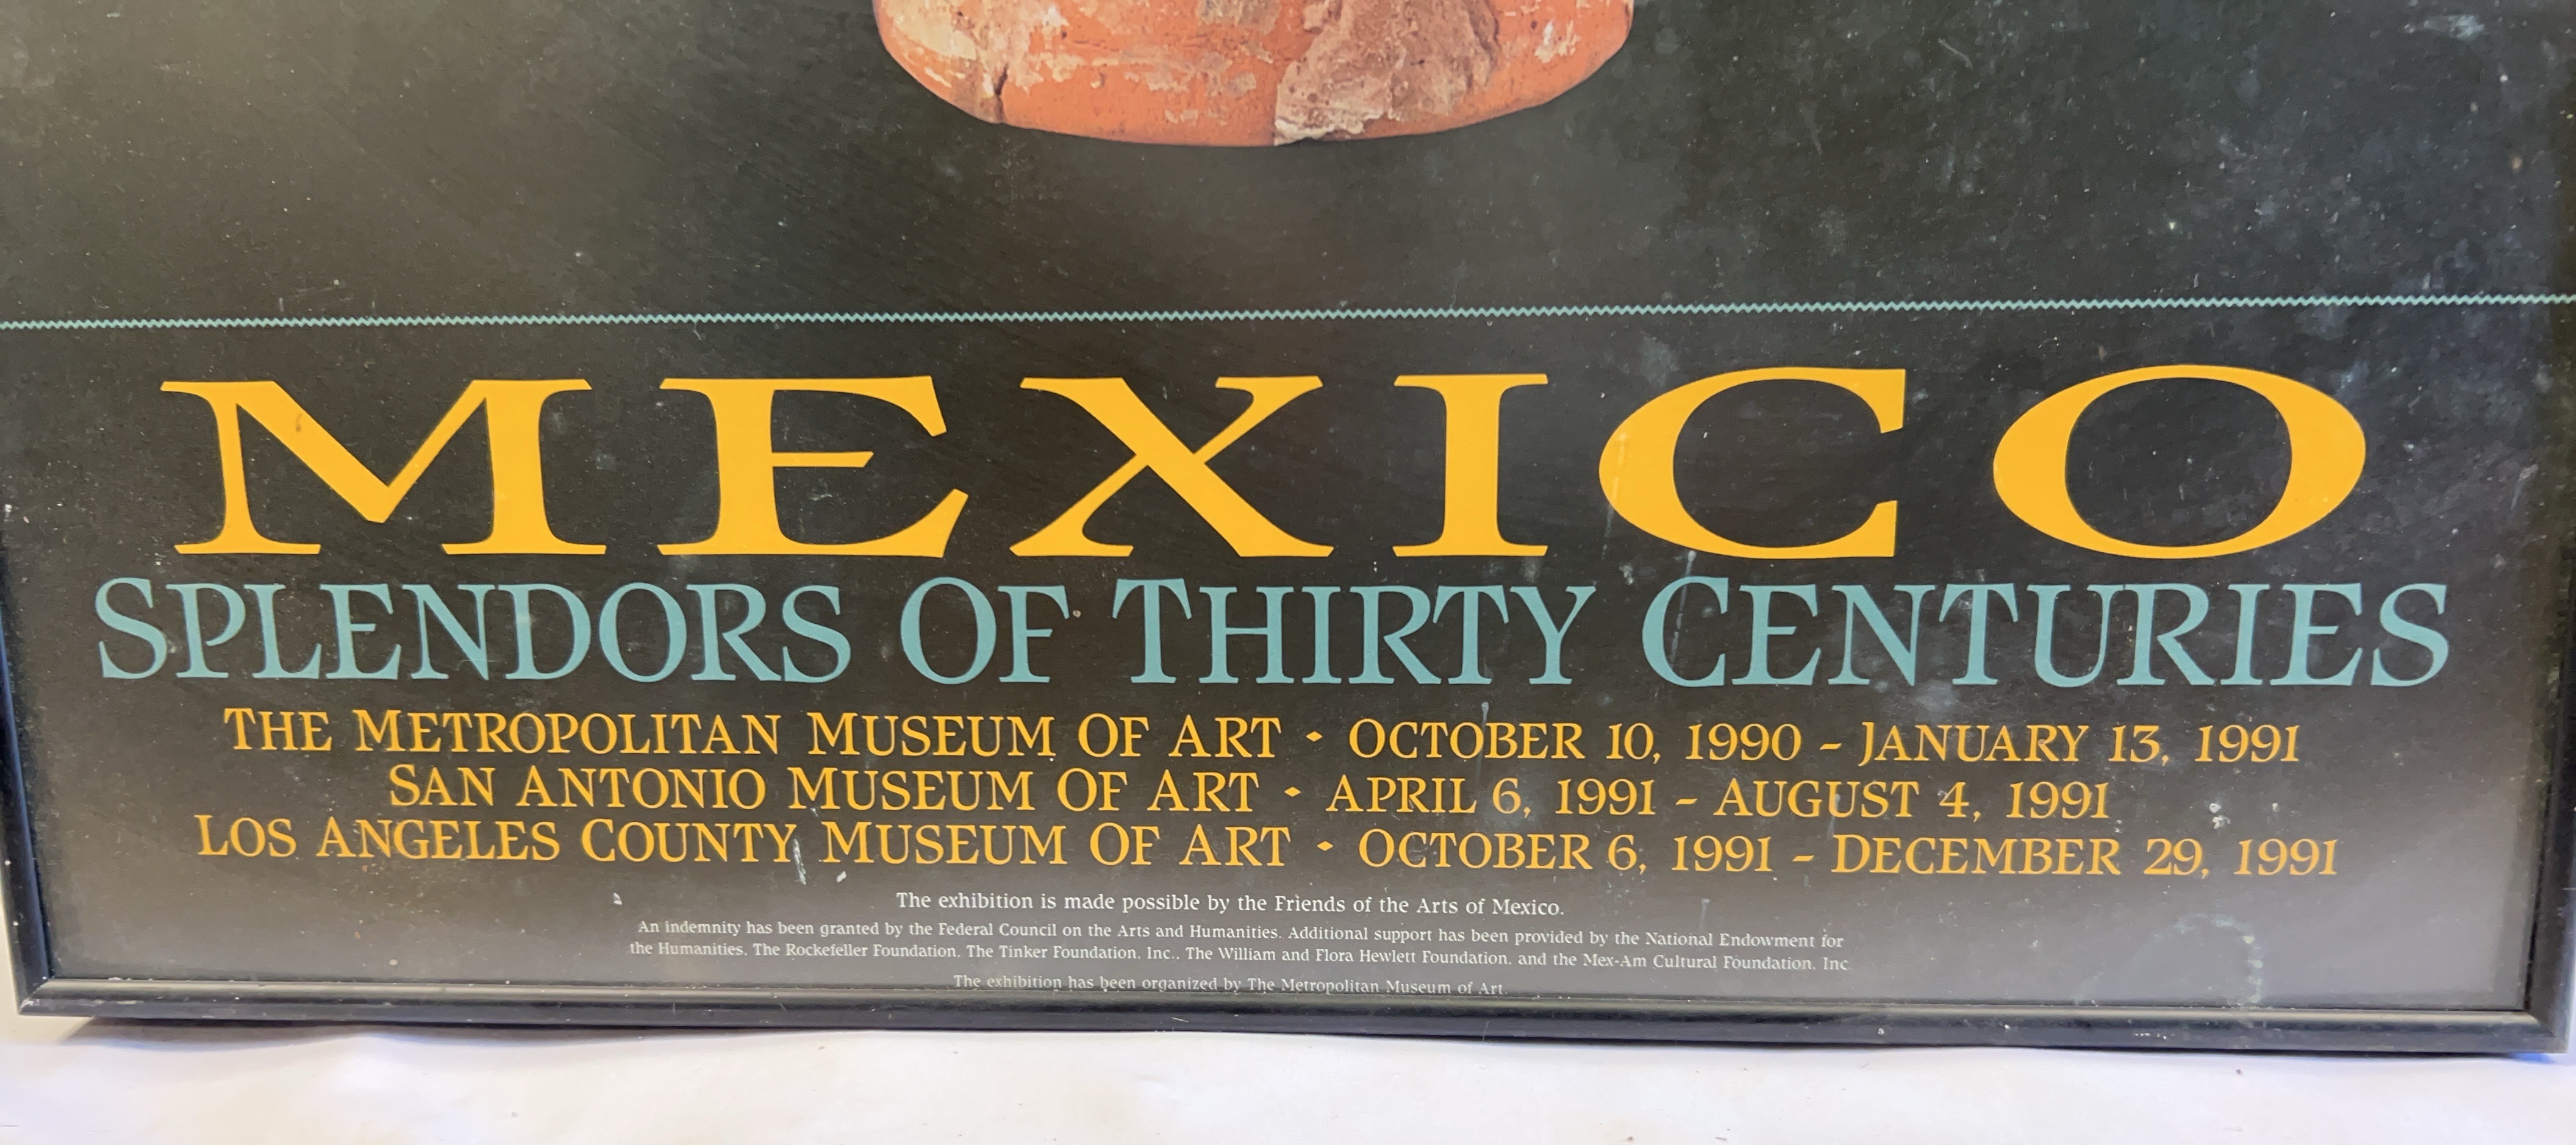 MEXICO
SPLENDORS OF THIRTY CENTURIES
THE METROPOLITAN MUSEUM OF ART • OCTOBER 10, 1990 – JANUARY 13, 1991
SAN ANTONIO MUSEUM OF ART • APRIL 6, 1991 – AUGUST 4, 1991
LOS ANGELES COUNTY MUSEUM OF ART • OCTOBER 6, 1991 – DECEMBER 29, 1991
The exhibition is made possible by the Friends of the Arts of Mexico.
An indemnity has been granted by the Federal Council on the Arts and Humanities. Additional support has been provided by the National Endowment for
the Humanities, The Rockefeller Foundation, The Tinker Foundation, Inc., The William and Flora Hewlett Foundation, and the Mex-Am Cultural Foundation, Inc.
The exhibition has been organized by The Metropolitan Museum of Art.